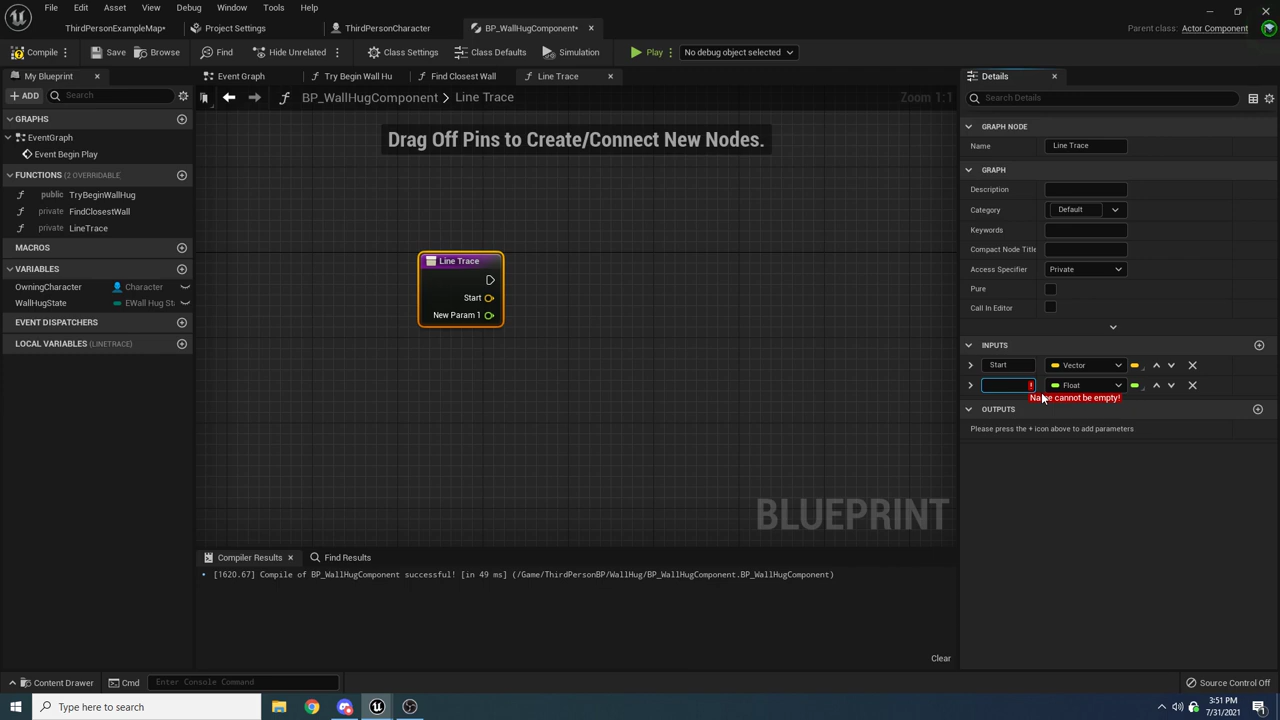 File Edit Asset View Debug Window Tools Help
ThirdPersonExampleMap* Project Settings ThirdPersonCharacter BP_WallHugComponent* Parent class: Actor Component
Compile Save Browse Find Hide Unrelated Class Settings Class Defaults Simulation Play No debug object selected
My Blueprint Event Graph Try Begin Wall Hu Find Closest Wall Line Trace Details
ADD Search BP_WallHugComponent > Line Trace Zoom 1:1 Search Details
GRAPHS
EventGraph
Event Begin Play
FUNCTIONS (2 OVERRIDABLE
public TryBeginWallHug
private FindClosestWall
private LineTrace
MACROS
VARIABLES
OwningCharacter Character
WallHugState EWall Hug St
EVENT DISPATCHERS
LOCAL VARIABLES (LINETRACE)
Drag Off Pins to Create/Connect New Nodes.
Line Trace
Start
New Param 1
BLUEPRINT
GRAPH NODE
Name Line Trace
GRAPH
Description
Category Default
Keywords
Compact Node Title
Access Specifier Private
Pure
Call In Editor
INPUTS
Start Vector
! Float
cannot be empty!
OUTPUTS
Please press the + icon above to add parameters
Compiler Results Find Results
[1620.67] Compile of BP_WallHugComponent successful! [in 49 ms] (/Game/ThirdPersonBP/WallHug/BP_WallHugComponent.BP_WallHugComponent)
Clear
Content Drawer Cmd Enter Console Command Source Control Off
Type here to search
3:51 PM
7/31/2021